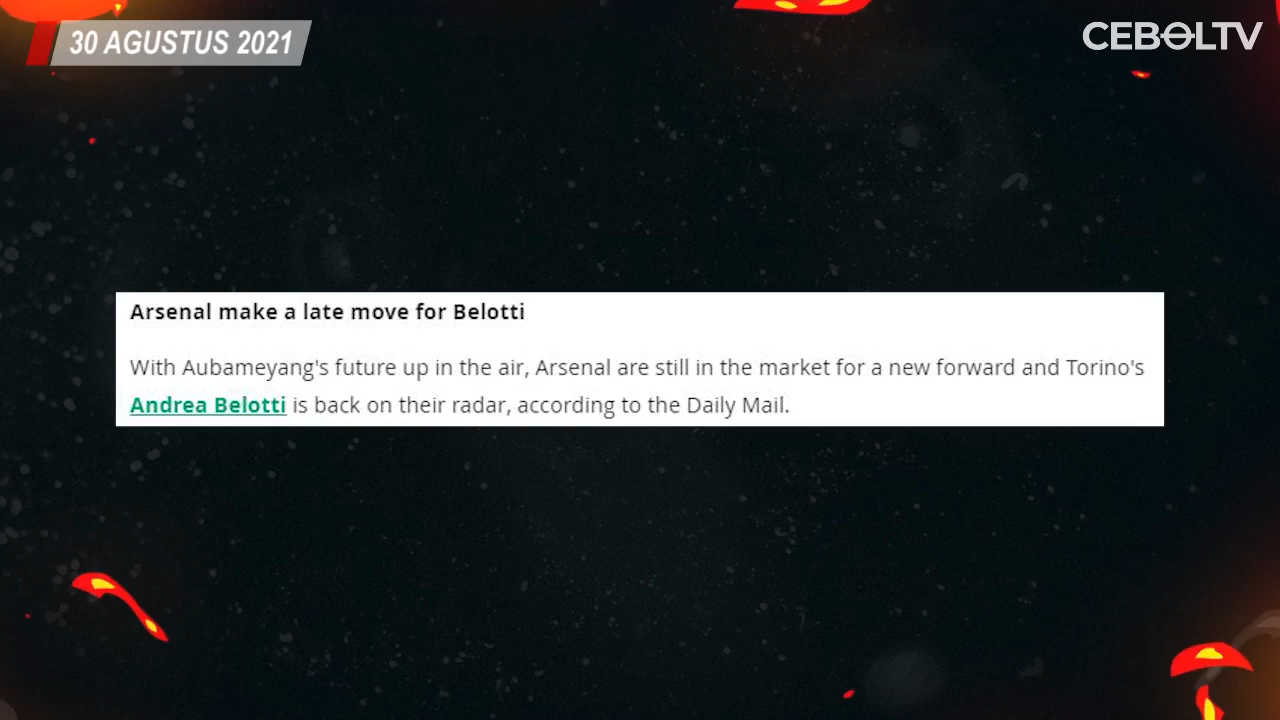 30 AGUSTUS 2021
CEBOLTV
Arsenal make a late move for Belotti
With Aubameyang's future up in the air, Arsenal are still in the market for a new forward and Torino's
Andrea Belotti is back on their radar, according to the Daily Mail.